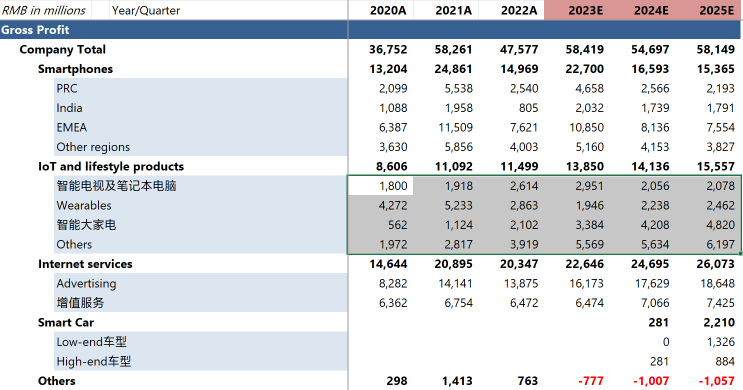 RMB in millions Year/Quarter 2020A 2021A 2022A 2023E 2024E 2025E
Gross Profit
Company Total 36,752 58,261 47,577 58,419 54,697 58,149
Smartphones 13,204 24,861 14,969 22,700 16,593 15,365
PRC 2,099 5,538 2,540 4,658 2,566 2,193
India 1,088 1,958 805 2,032 1,739 1,791
EMEA 6,387 11,509 7,621 10,850 8,136 7,554
Other regions 3,630 5,856 4,003 5,160 4,153 3,827
IoT and lifestyle products 8,606 11,092 11,499 13,850 14,136 15,557
智能电视及笔记本电脑 1,800 1,918 2,614 2,951 2,056 2,078
Wearables 4,272 5,233 2,863 1,946 2,238 2,462
智能大家电 562 1,124 2,102 3,384 4,208 4,820
Others 1,972 2,817 3,919 5,569 5,634 6,197
Internet services 14,644 20,895 20,347 22,646 24,695 26,073
Advertising 8,282 14,141 13,875 16,173 17,629 18,648
增值服务 6,362 6,754 6,472 6,474 7,066 7,425
Smart Car 281 2,210
Low-end车型 0 1,326
High-end车型 281 884
Others 298 1,413 763 -777 -1,007 -1,057